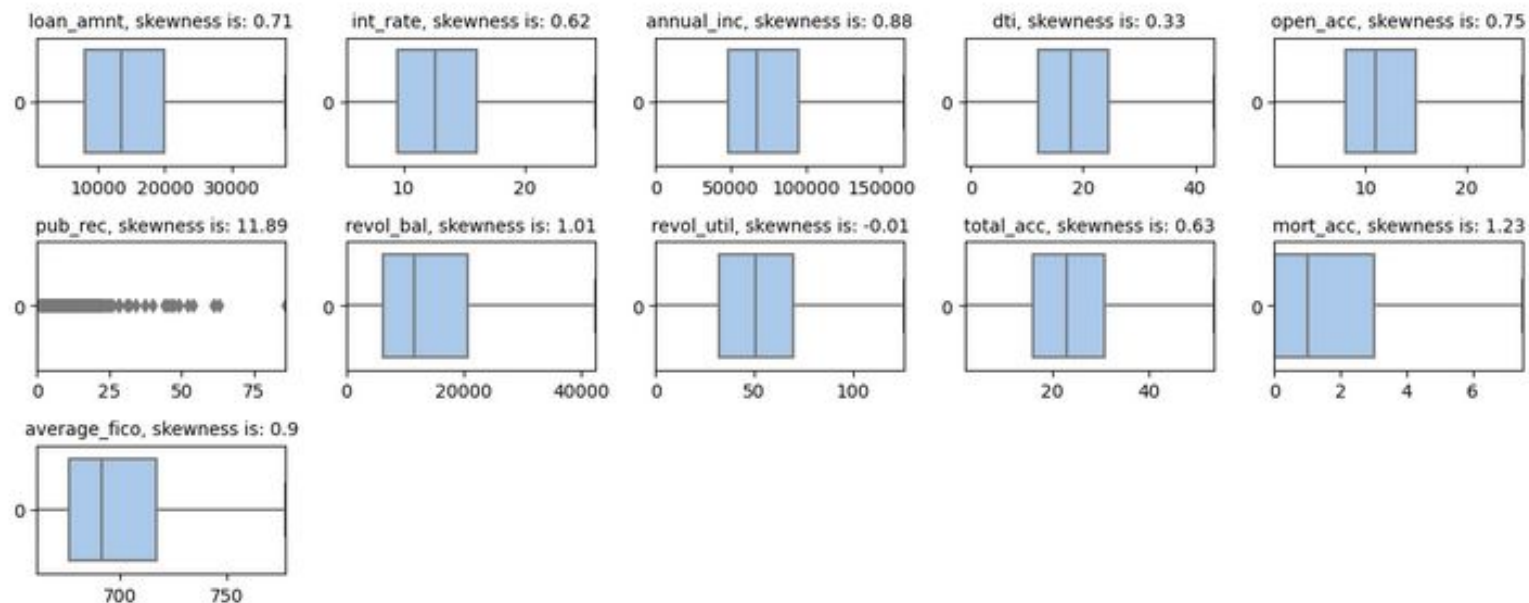 loan_amnt, skewness is: 0.71 int_rate, skewness is: 0.62 annual_inc, skewness is: 0.88 dti, skewness is: 0.33 open_acc, skewness is: 0.75
0 0 0 0 0
10000 20000 30000 10 20 0 50000 100000 150000 0 20 40 10 20
pub_rec, skewness is: 11.89 revol_bal, skewness is: 1.01 revol_util, skewness is: -0.01 total_acc, skewness is: 0.63 mort_acc, skewness is: 1.23
0 0 0 0 0
0 25 50 75 0 20000 40000 0 50 100 20 40 0 2 4 6
average_fico, skewness is: 0.9
0
700 750